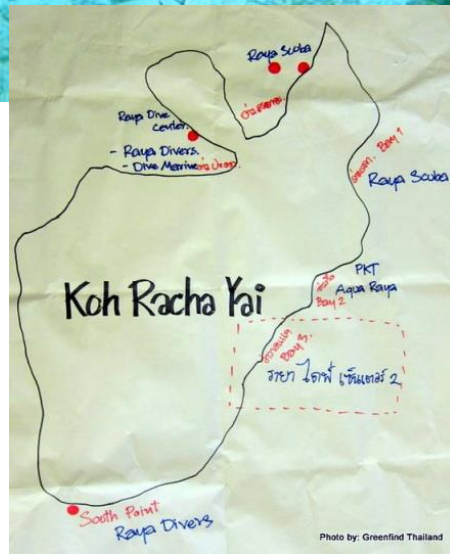 Raya Scuba
Raya Dive
Center.
- Raya Divers.
- Dive Marine
Bay 1
Raya Scuba
Koh Racha Yai
PKT
Aqua Raya
Bay 2
Bay 3.
รายา ไดฟ์ เซ็นเตอร์ 2
South Point
Raya Divers
Photo by: Greenfind Thailand